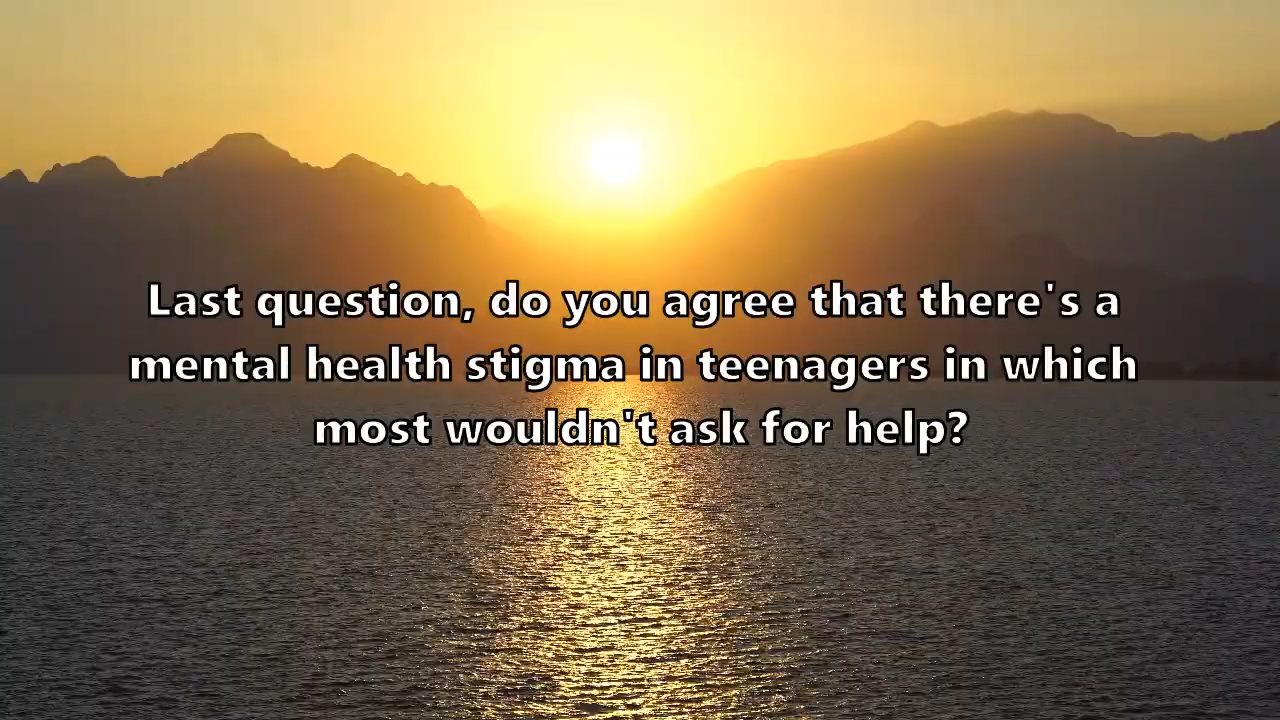 Last question, do you agree that there's a
mental health stigma in teenagers in which
most wouldn't ask for help?